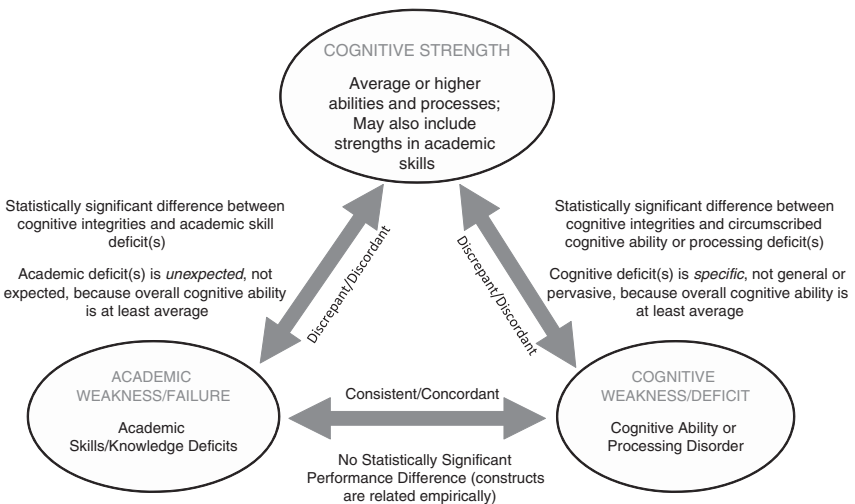 COGNITIVE STRENGTH
Average or higher
abilities and processes;
May also include
strengths in academic
skills
Statistically significant difference between
cognitive integrities and academic skill
deficit(s)
Academic deficit(s) is unexpected, not
expected, because overall cognitive ability
is at least average
Discrepant/Discordant
Discrepant/Discordant
Statistically significant difference between
cognitive integrities and circumscribed
cognitive ability or processing deficit(s)
Cognitive deficit(s) is specific, not general or
pervasive, because overall cognitive ability is
at least average
ACADEMIC
WEAKNESS/FAILURE
Academic
Skills/Knowledge Deficits
Consistent/Concordant
No Statistically Significant
Performance Difference (constructs
are related empirically)
COGNITIVE
WEAKNESS/DEFICIT
Cognitive Ability or
Processing Disorder